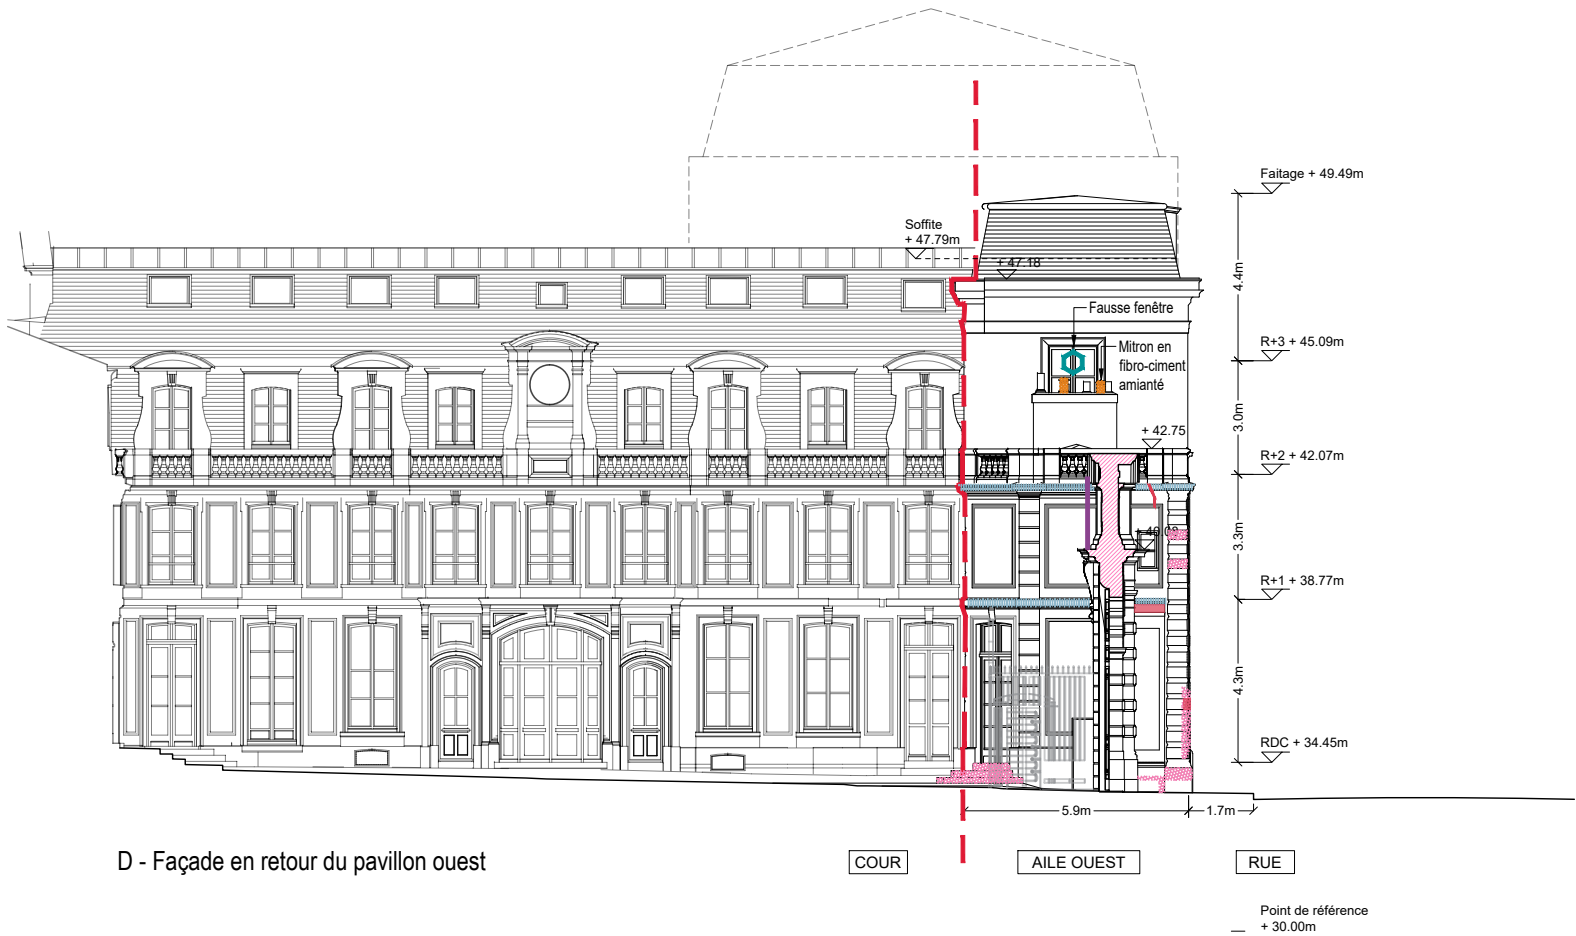 Faitage + 49.49m
Soffite
+ 47.79m
+ 47.18
4.4m
Fausse fenêtre
R+3 + 45.09m
Mitron en
fibro-ciment
amianté
3.0m
+ 42.75
R+2 + 42.07m
3.3m
R+1 + 38.77m
4.3m
RDC + 34.45m
5.9m
1.7m
D - Façade en retour du pavillon ouest
COUR
AILE OUEST
RUE
Point de référence
+ 30.00m